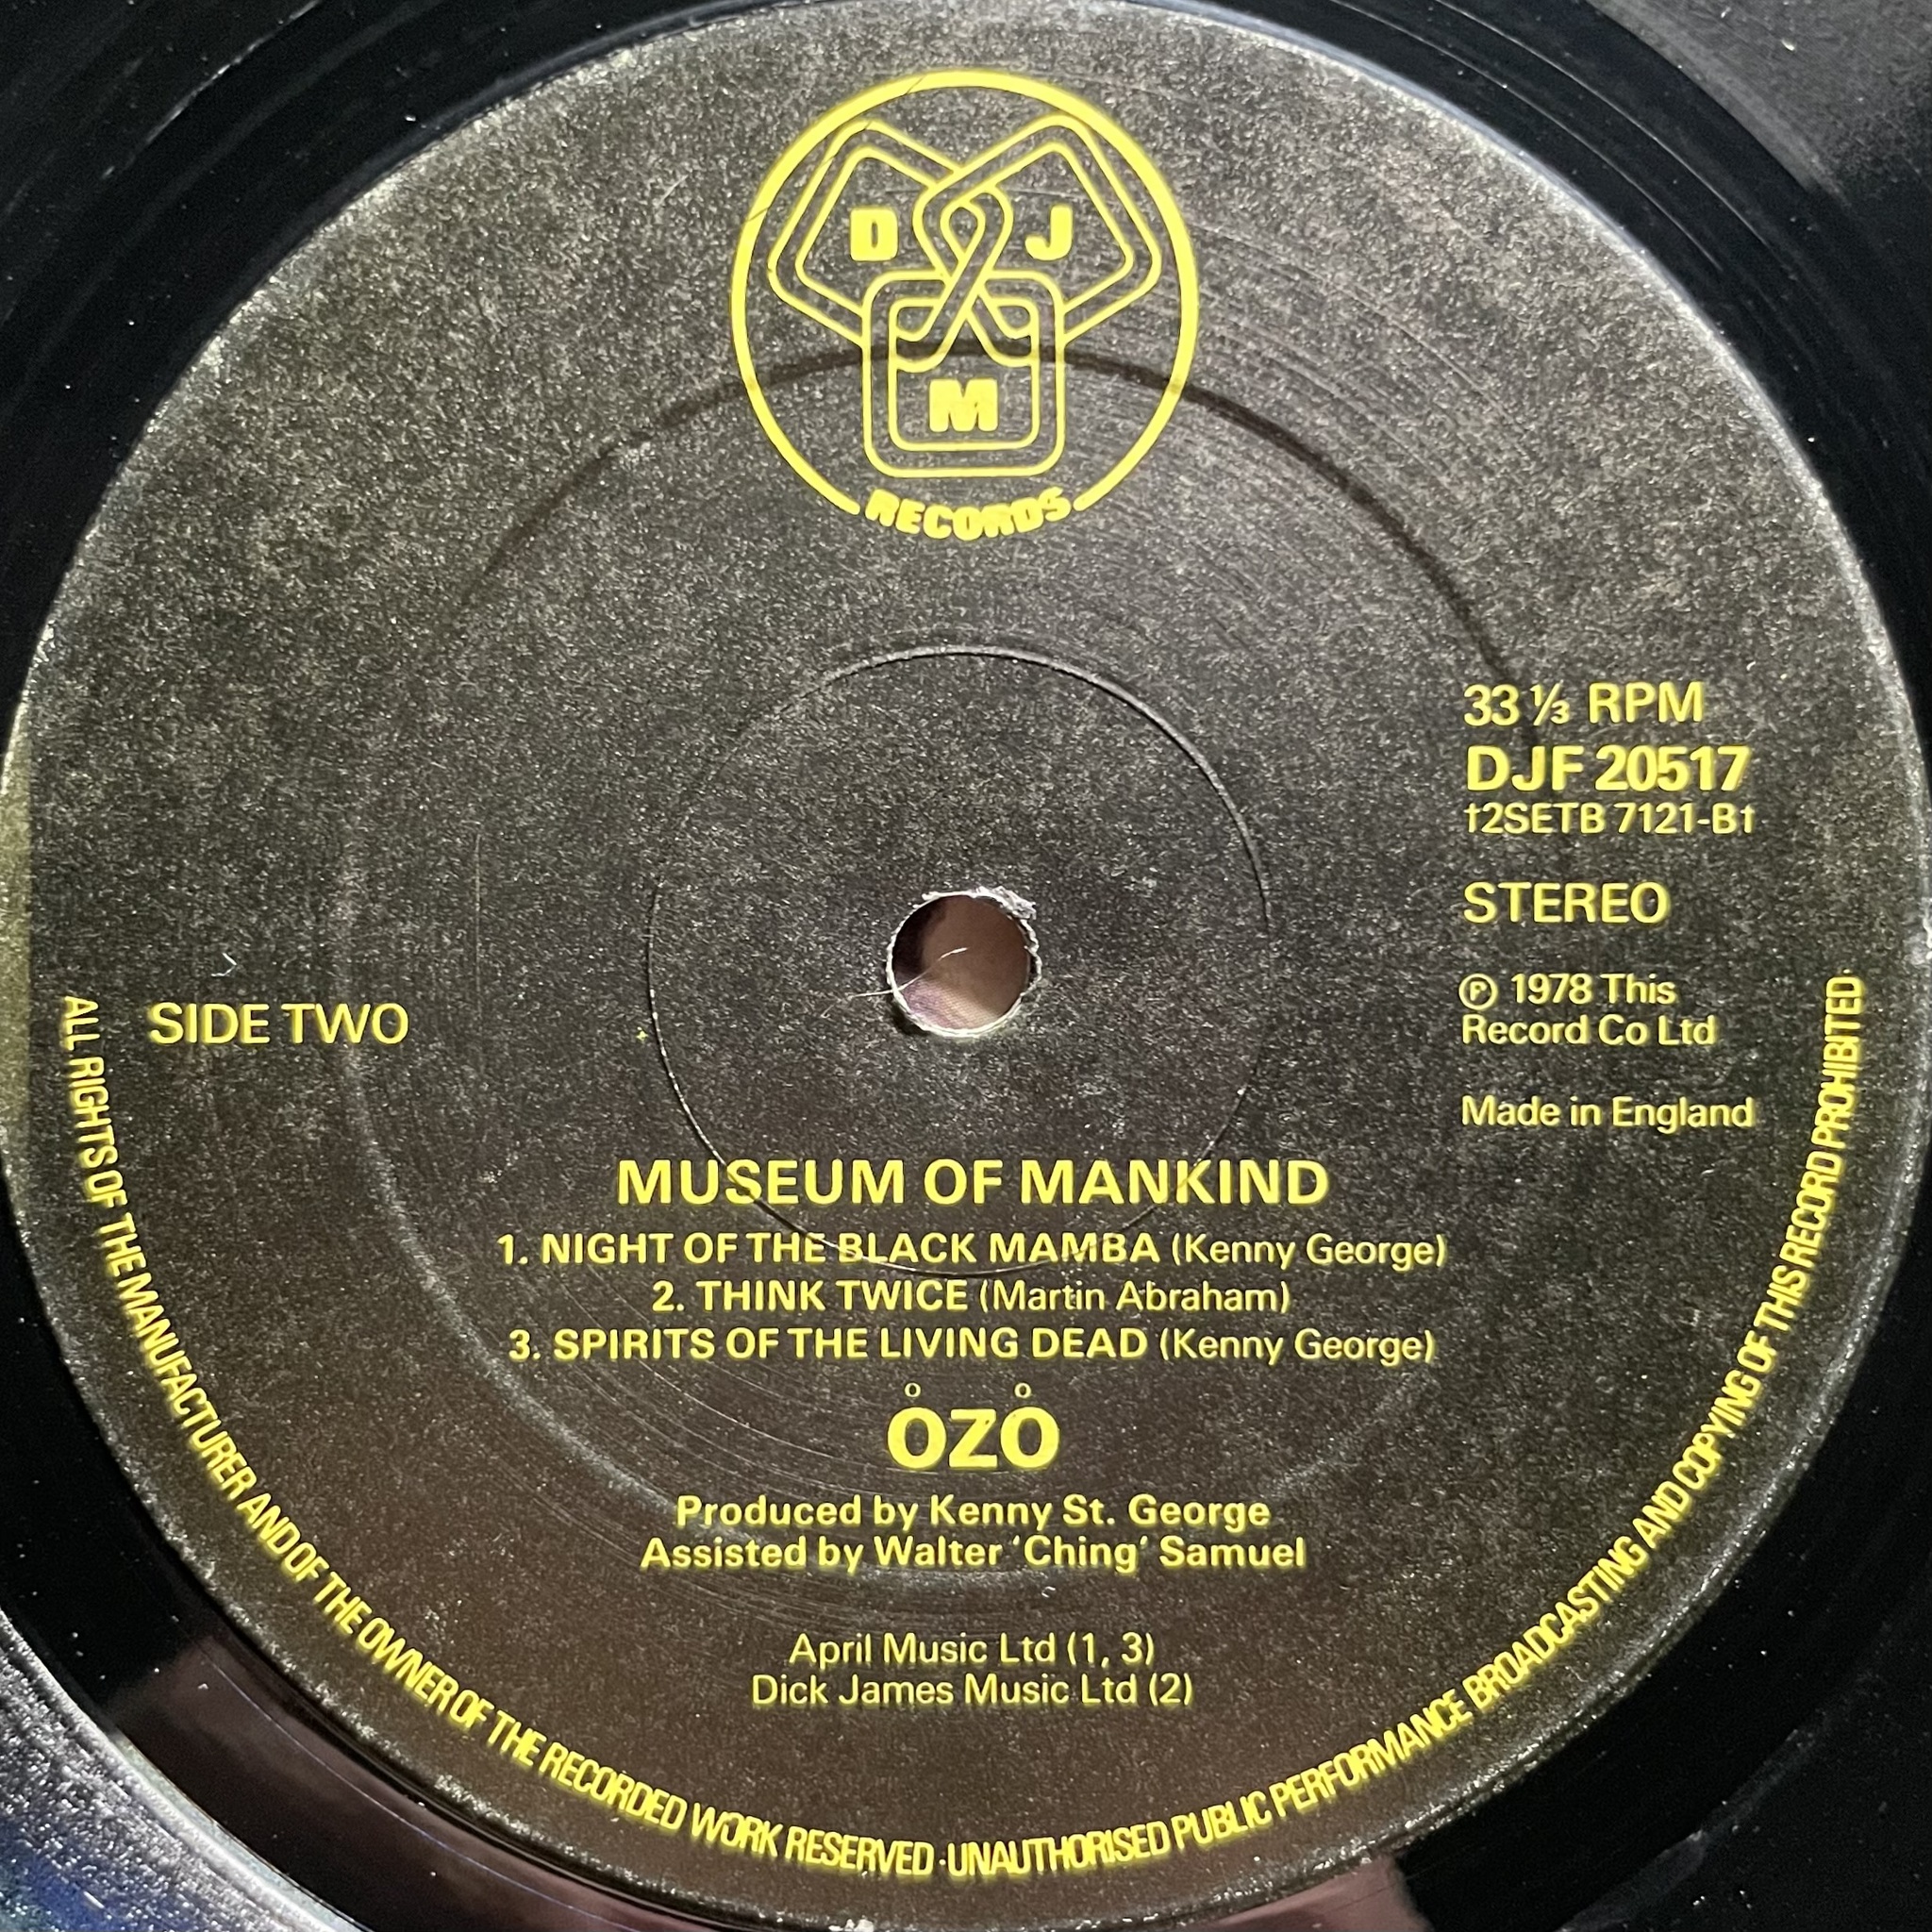 D J
M
RECORDS
33 ⅓ RPM
DJF 20517
†2SETB 7121-B†
STEREO
℗ 1978 This
Record Co Ltd
Made in England
SIDE TWO
MUSEUM OF MANKIND
1. NIGHT OF THE BLACK MAMBA (Kenny George)
2. THINK TWICE (Martin Abraham)
3. SPIRITS OF THE LIVING DEAD (Kenny George)
OZO
Produced by Kenny St. George
Assisted by Walter ‘Ching’ Samuel
April Music Ltd (1, 3)
Dick James Music Ltd (2)
ALL RIGHTS OF THE MANUFACTURER AND OF THE OWNER OF THE RECORDED WORK RESERVED · UNAUTHORISED PUBLIC PERFORMANCE BROADCASTING AND COPYING OF THIS RECORD PROHIBITED·